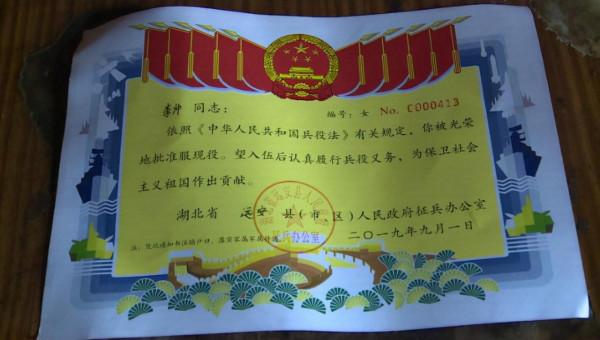 同志：
编号：女 No. C000413
依照《中华人民共和国兵役法》有关规定，你被光荣
地批准服现役。望入伍后认真履行兵役义务，为保卫社会
主义祖国作出贡献。
湖北省 远安 县（市、区）人民政府征兵办公室
二〇一九年九月一日